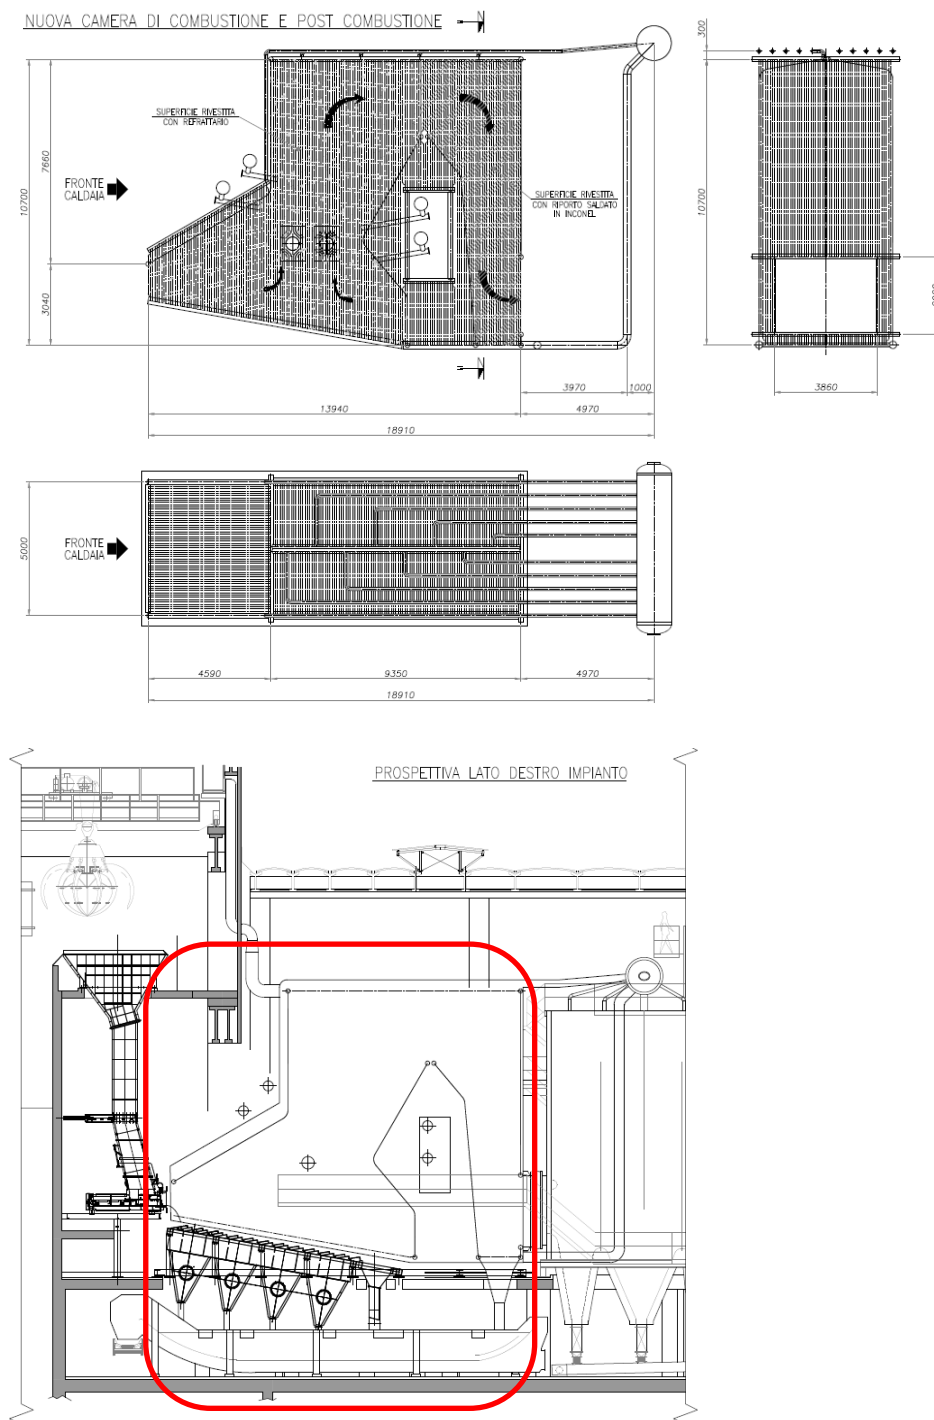 NUOVA CAMERA DI COMBUSTIONE E POST COMBUSTIONE
N
300
SUPERFICIE RIVESTITA
CON REFRATTARIO
7660
10700
FRONTE
CALDAIA
SUPERFICIE RIVESTITA
CON RIPORTO SALDATO
IN INCONEL
10700
3040
N
3970
1000
3860
13940
4970
18910
5000
FRONTE
CALDAIA
4590
9350
4970
18910
PROSPETTIVA LATO DESTRO IMPIANTO